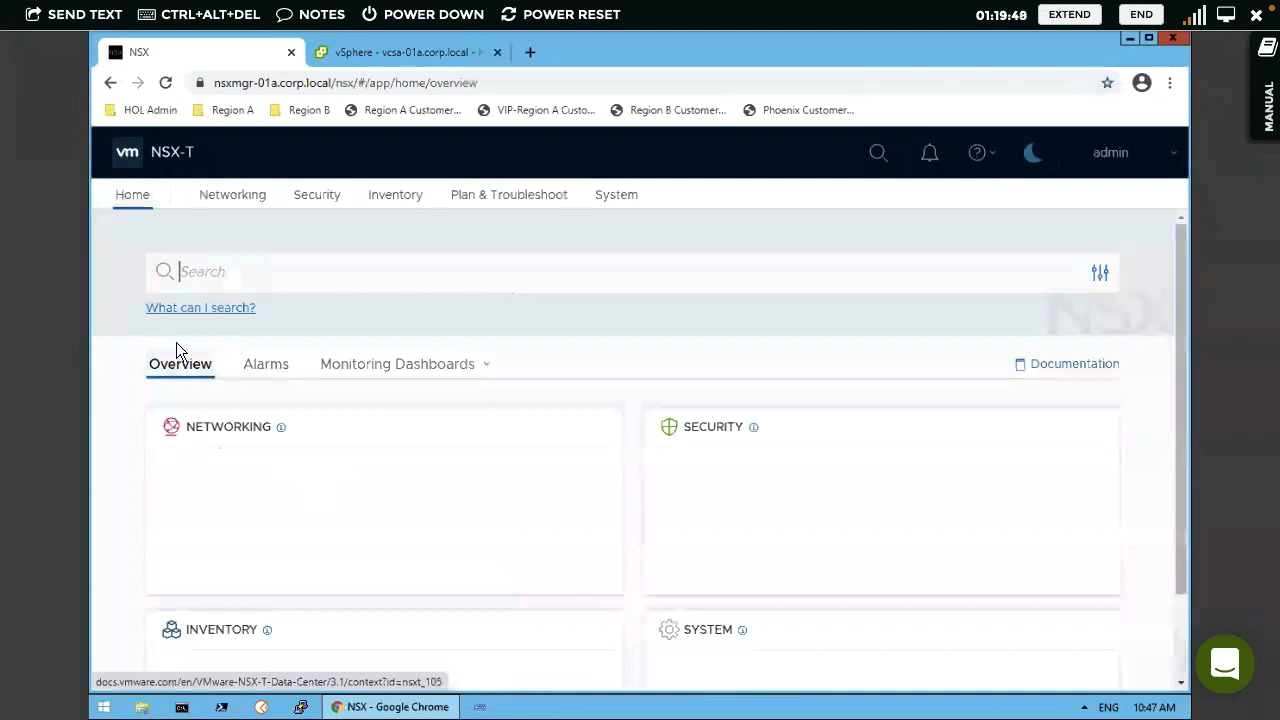 SEND TEXT CTRL+ALT+DEL NOTES POWER DOWN POWER RESET 01:19:48 EXTEND END
NSX vSphere - vcsa-01a.corp.local -
nsxmgr-01a.corp.local/nsx/#/app/home/overview
HOL Admin Region A Region B Region A Customer... VIP-Region A Custo... Region B Customer... Phoenix Customer...
MANUAL
vm NSX-T admin
Home Networking Security Inventory Plan & Troubleshoot System
Search
What can I search?
NSX
Overview Alarms Monitoring Dashboards Documentation
NETWORKING SECURITY
INVENTORY SYSTEM
docs.vmware.com/en/VMware-NSX-T-Data-Center/3.1/context?id=nsxt_105
NSX - Google Chrome ENG 10:47 AM